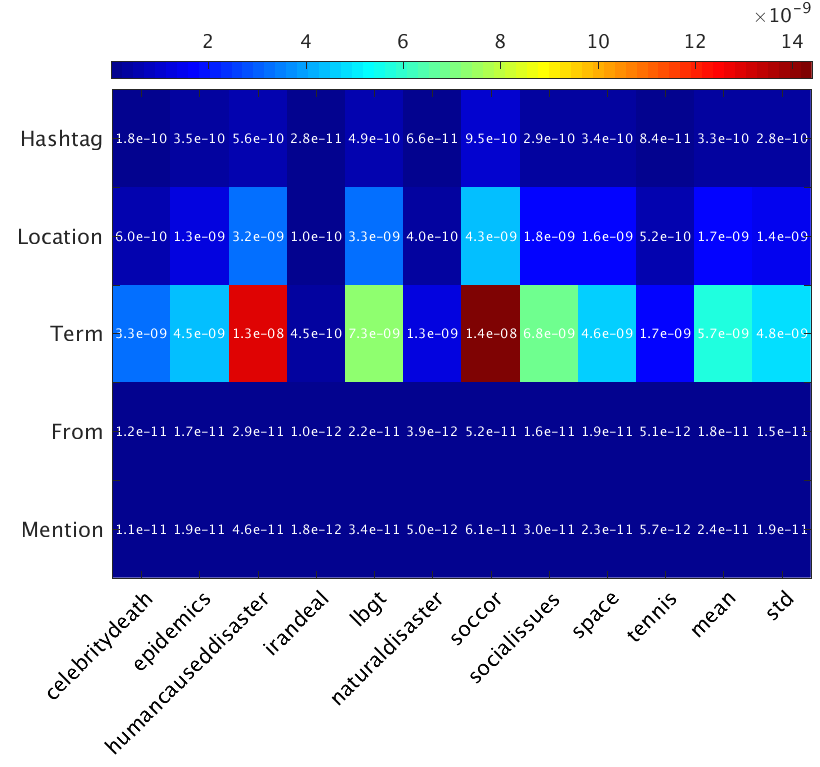 ×10⁻⁹
2 4 6 8 10 12 14
Hashtag 1.8e-10 3.5e-10 5.6e-10 2.8e-11 4.9e-10 6.6e-11 9.5e-10 2.9e-10 3.4e-10 8.4e-11 3.3e-10 2.8e-10
Location 6.0e-10 1.3e-09 3.2e-09 1.0e-10 3.3e-09 4.0e-10 4.3e-09 1.8e-09 1.6e-09 5.2e-10 1.7e-09 1.4e-09
Term 3.3e-09 4.5e-09 1.3e-08 4.5e-10 7.3e-09 1.3e-09 1.4e-08 6.8e-09 4.6e-09 1.7e-09 5.7e-09 4.8e-09
From 1.2e-11 1.7e-11 2.9e-11 1.0e-12 2.2e-11 3.9e-12 5.2e-11 1.6e-11 1.9e-11 5.1e-12 1.8e-11 1.5e-11
Mention 1.1e-11 1.9e-11 4.6e-11 1.8e-12 3.4e-11 5.0e-12 6.1e-11 3.0e-11 2.3e-11 5.7e-12 2.4e-11 1.9e-11
celebritydeath
epidemics
humancauseddisaster
irandeal
lbgt
naturaldisaster
soccor
socialissues
space
tennis
mean
std